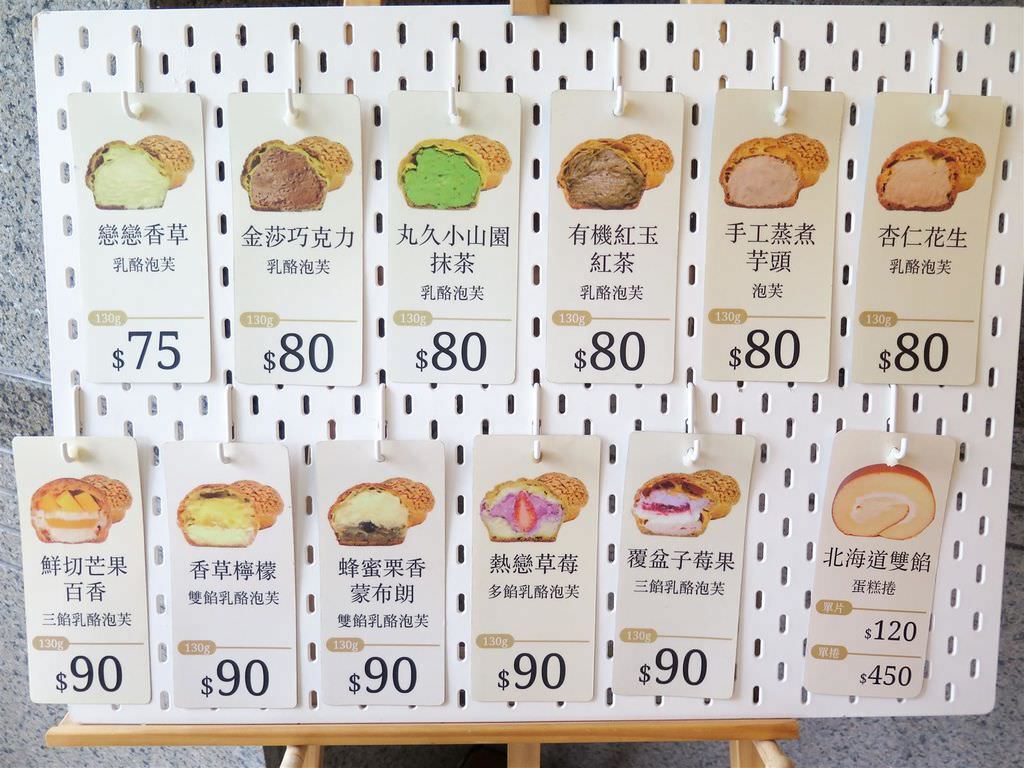 戀戀香草
乳酪泡芙
130g
$75
金莎巧克力
乳酪泡芙
130g
$80
丸久小山園
抹茶
乳酪泡芙
130g
$80
有機紅玉
紅茶
乳酪泡芙
130g
$80
手工蒸煮
芋頭
泡芙
130g
$80
杏仁花生
乳酪泡芙
130g
$80
鮮切芒果
百香
三餡乳酪泡芙
130g
$90
香草檸檬
雙餡乳酪泡芙
130g
$90
蜂蜜栗香
蒙布朗
雙餡乳酪泡芙
130g
$90
熱戀草莓
多餡乳酪泡芙
130g
$90
覆盆子莓果
三餡乳酪泡芙
130g
$90
北海道雙餡
蛋糕捲
單片
$120
單捲
$450